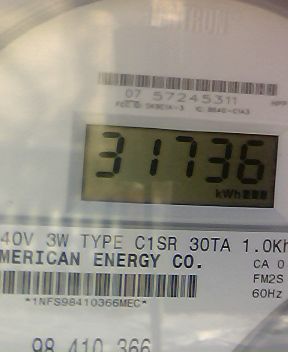 07 57245311
31736
kWh
40V 3W TYPE C1SR 30TA 1.0Kh
MERICAN ENERGY CO.
CA 0
FM2S
60Hz
*1NFS98410366MEC*
98 410 366